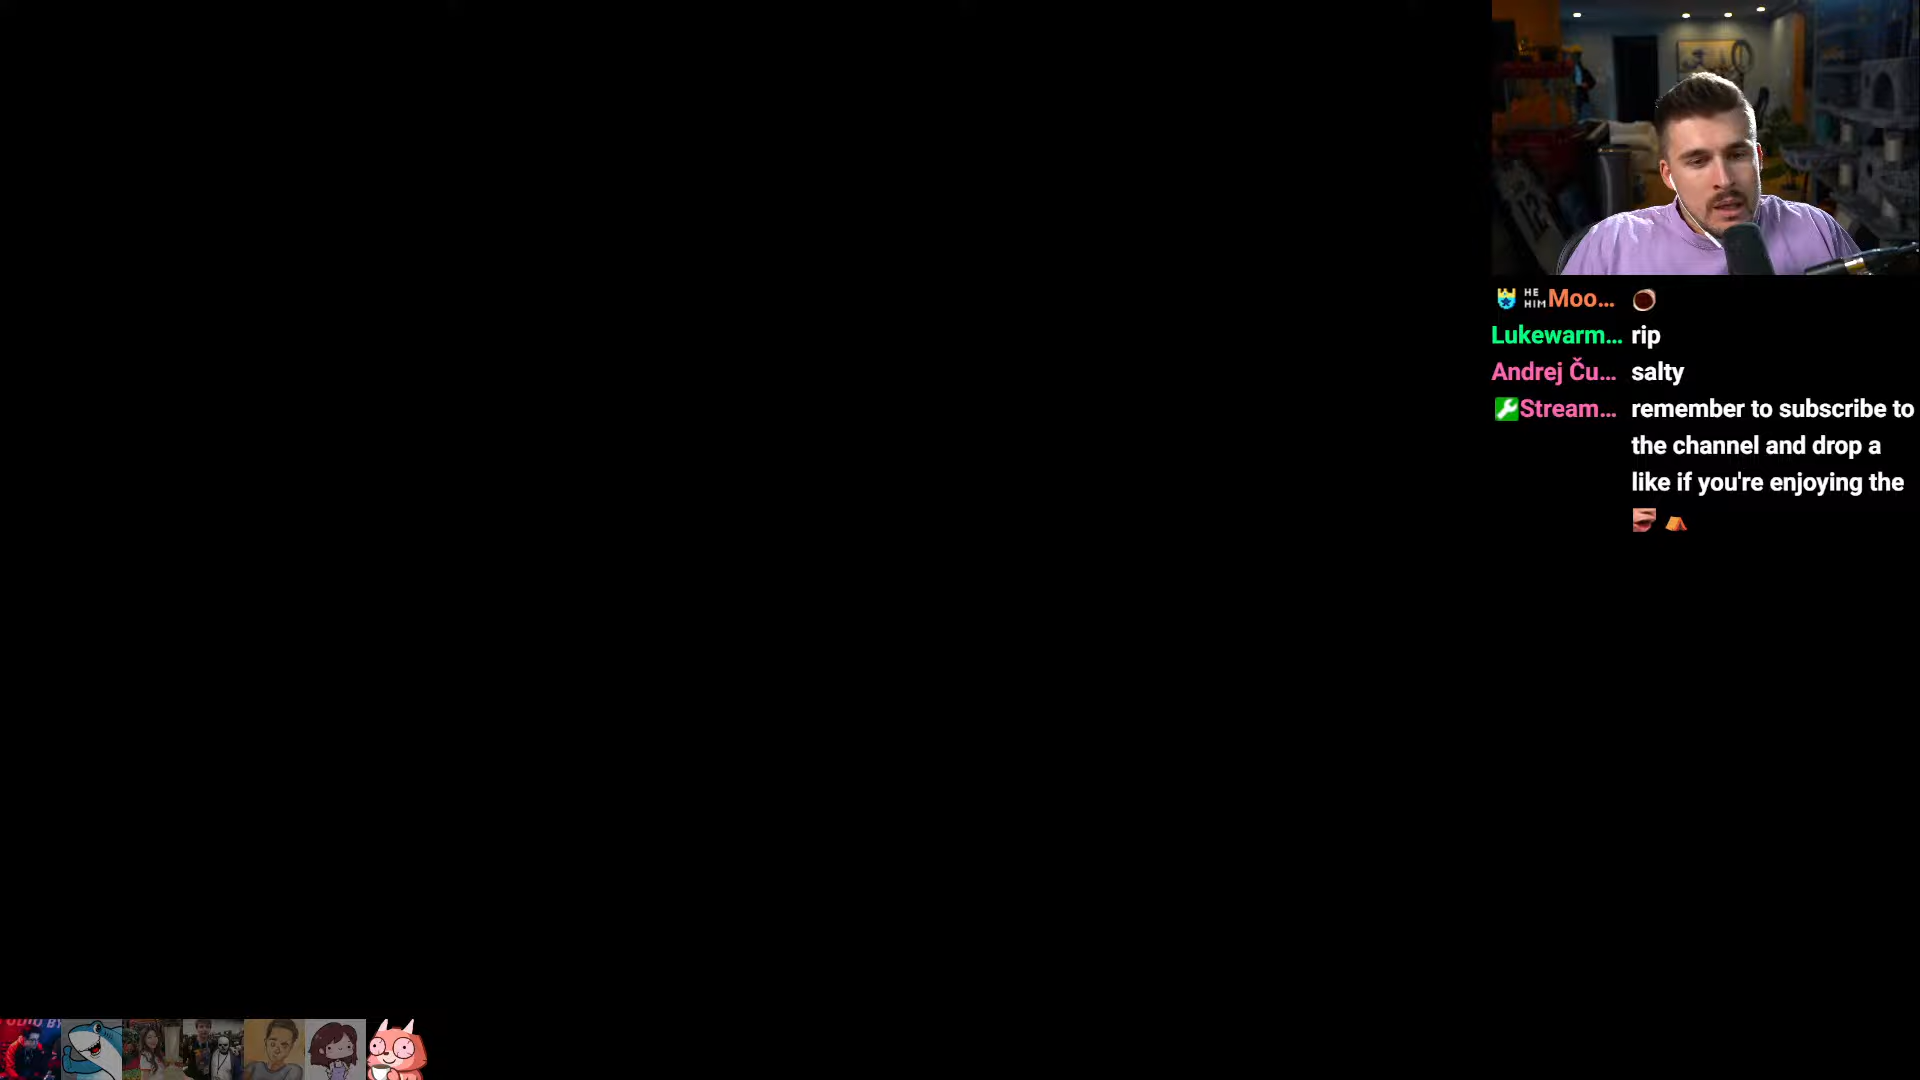 HE
HIM Moo... 
Lukewarm... rip
Andrej Ču... salty
Stream... remember to subscribe to
the channel and drop a
like if you're enjoying the